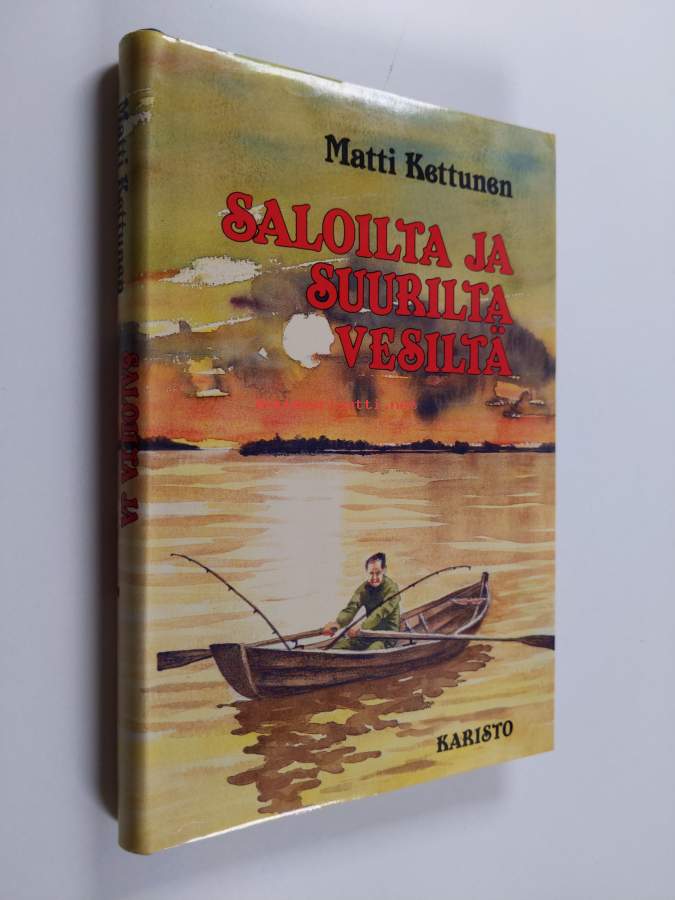 Matti Kettunen
SALOILTA JA
SUURILTA
VESILTÄ
KARISTO
Matti Kettunen
SALOILTA JA